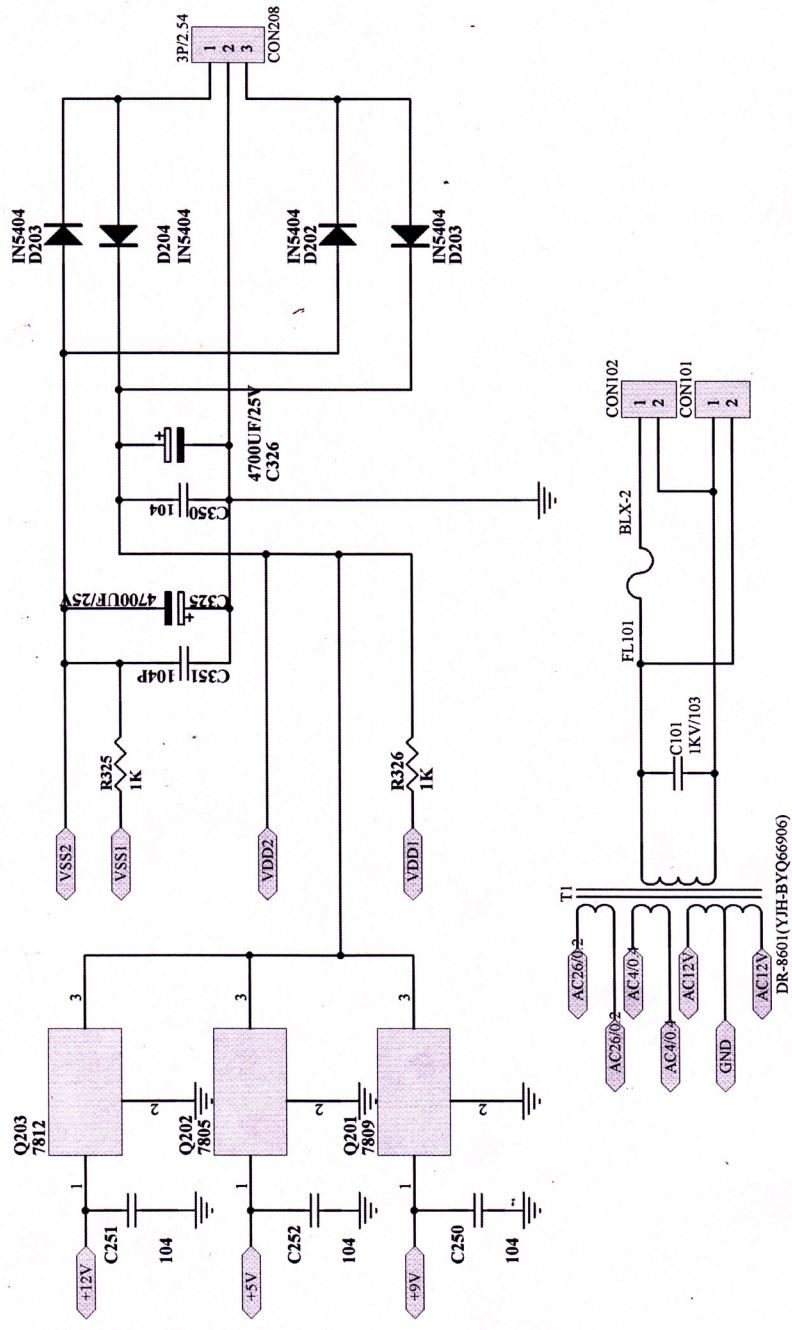 3P/2.54
1
2
3
CON208
IN5404
D203
D204
IN5404
IN5404
D202
IN5404
D203
4700UF/25V
C326
104
C350
4700UF/25V
C325
104P
C351
R325
1K
R326
1K
VSS2
VSS1
VDD2
VDD1
Q203
7812
3
2
1
C251
104
+12V
Q202
7805
3
2
1
C252
104
+5V
Q201
7809
3
2
1
C250
104
+9V
CON102
1
2
CON101
1
2
BLX-2
FL101
C101
1KV/103
T1
AC26/0.2
AC26/0.2
AC4/0.4
AC4/0.4
AC12V
GND
AC12V
DR-8601(YJH-BYQ66906)